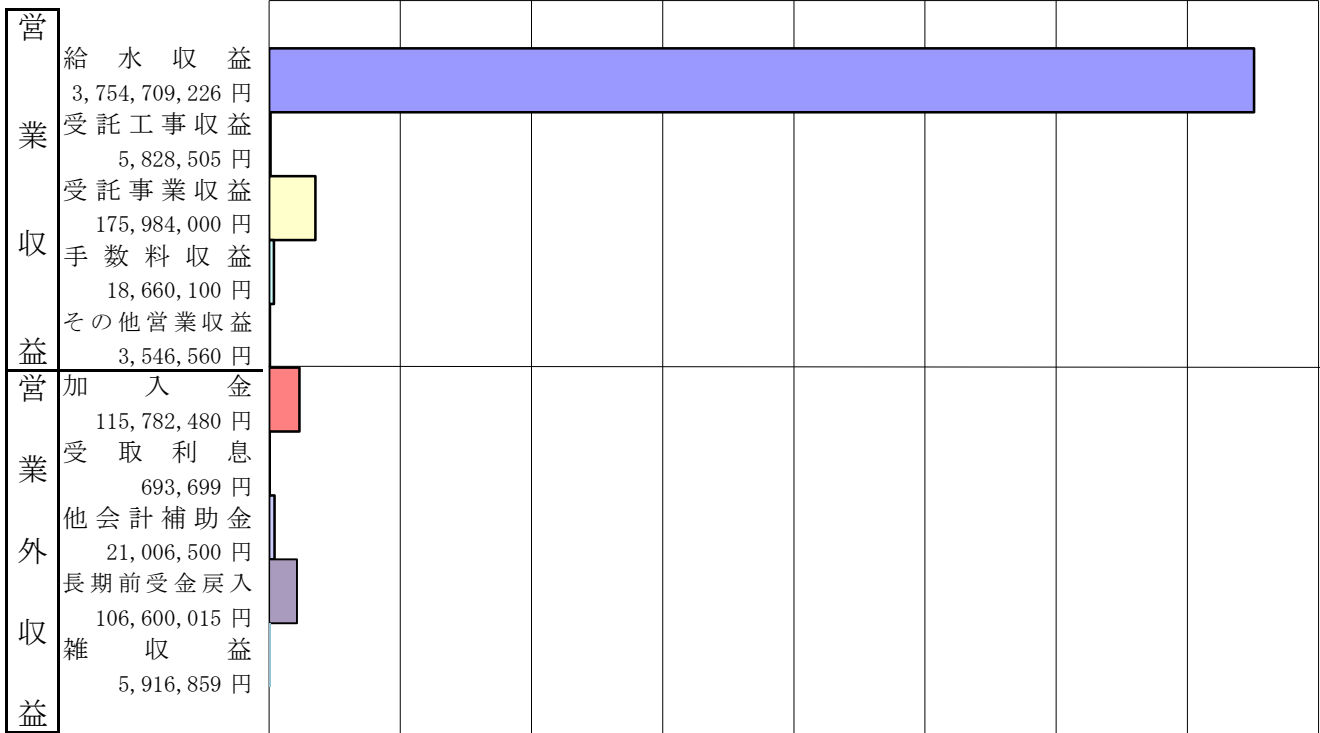 営業収益
給水収益
3,754,709,226 円
受託工事収益
5,828,505 円
受託事業収益
175,984,000 円
手数料収益
18,660,100 円
その他営業収益
3,546,560 円
営業外収益
加入金
115,782,480 円
受取利息
693,699 円
他会計補助金
21,006,500 円
長期前受金戻入
106,600,015 円
雑収益
5,916,859 円